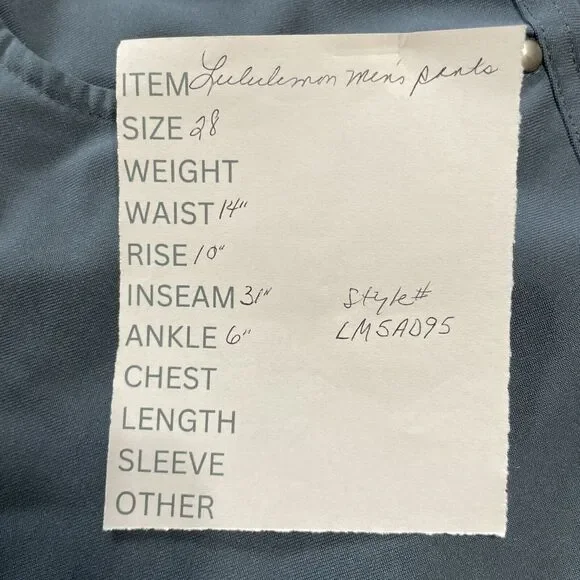 ITEM Lululemon men's pants
SIZE 28
WEIGHT
WAIST 14"
RISE 10"
INSEAM 31" Style#
ANKLE 6" LM5AD95
CHEST
LENGTH
SLEEVE
OTHER